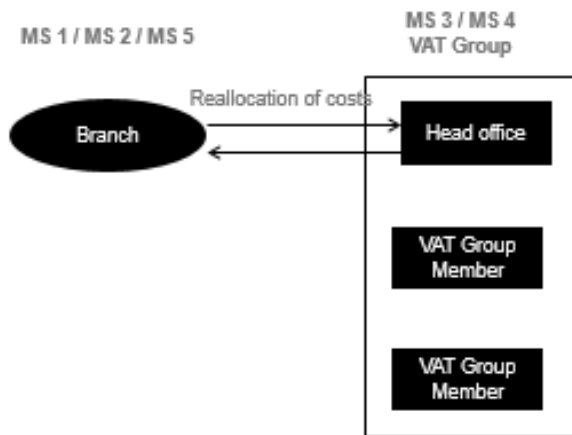 MS 1 / MS 2 / MS 5
MS 3 / MS 4
VAT Group
Reallocation of costs
Branch
Head office
VAT Group
Member
VAT Group
Member